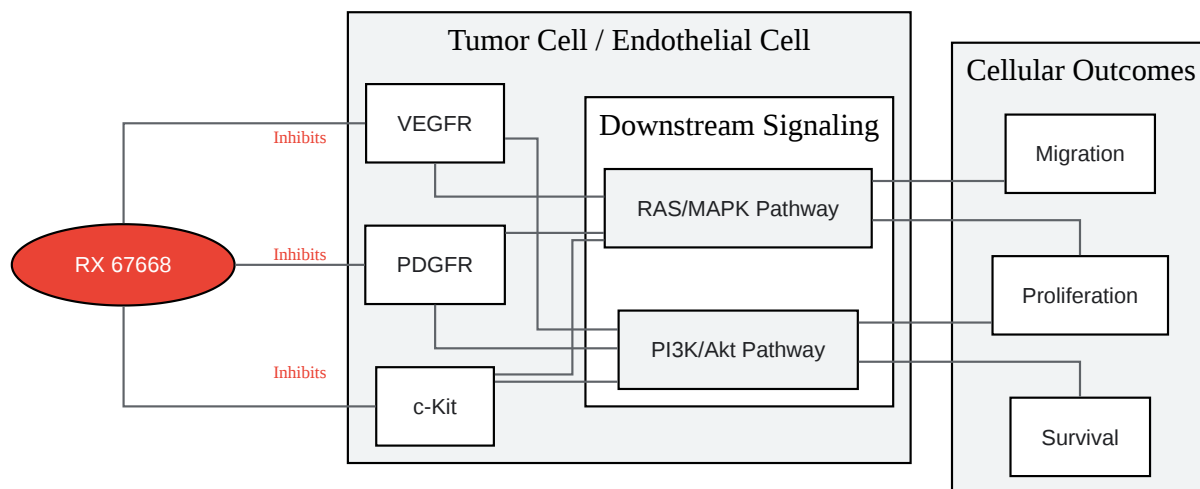 Tumor Cell / Endothelial Cell
Cellular Outcomes
VEGFR
Inhibits
Downstream Signaling
Migration
RAS/MAPK Pathway
RX 67668
Inhibits
PDGFR
Proliferation
PI3K/Akt Pathway
Inhibits
c-Kit
Survival